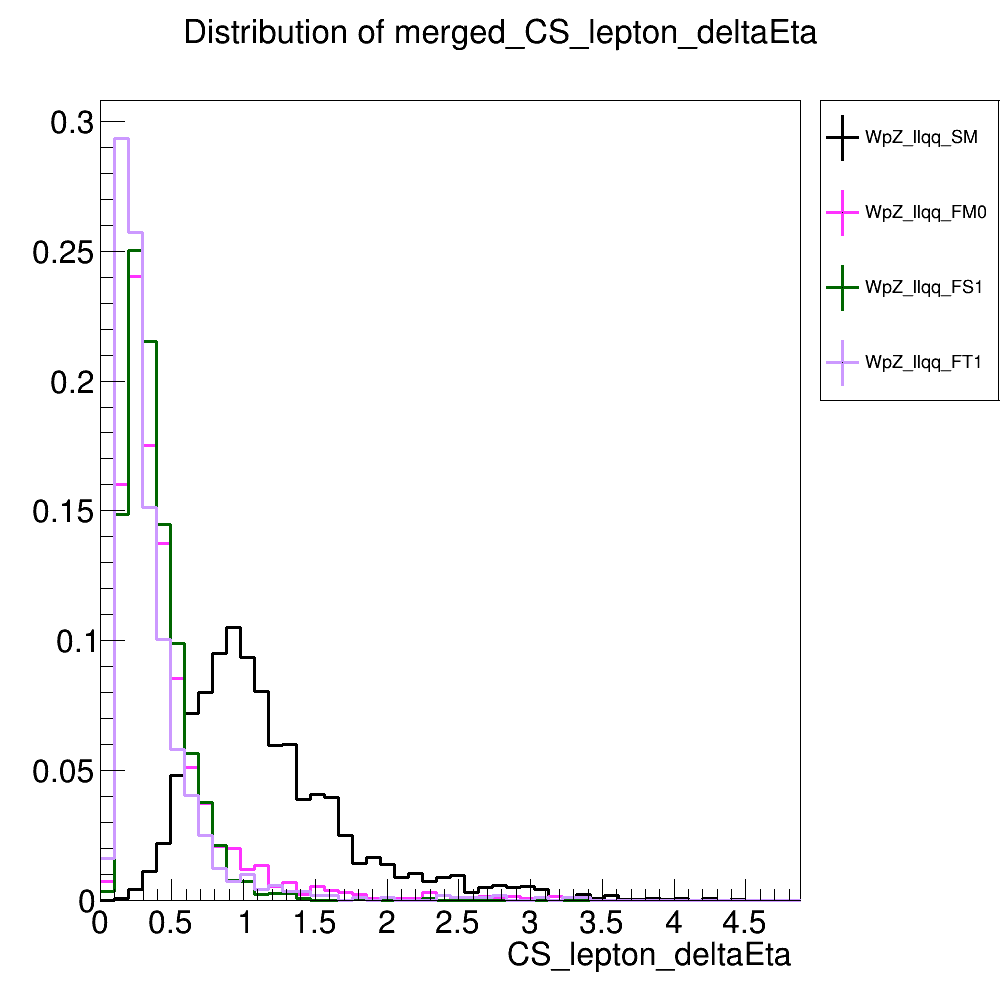 Distribution of merged_CS_lepton_deltaEta
0.3
0.25
0.2
0.15
0.1
0.05
0
0 0.5 1 1.5 2 2.5 3 3.5 4 4.5
CS_lepton_deltaEta
WpZ_llqq_SM
WpZ_llqq_FM0
WpZ_llqq_FS1
WpZ_llqq_FT1